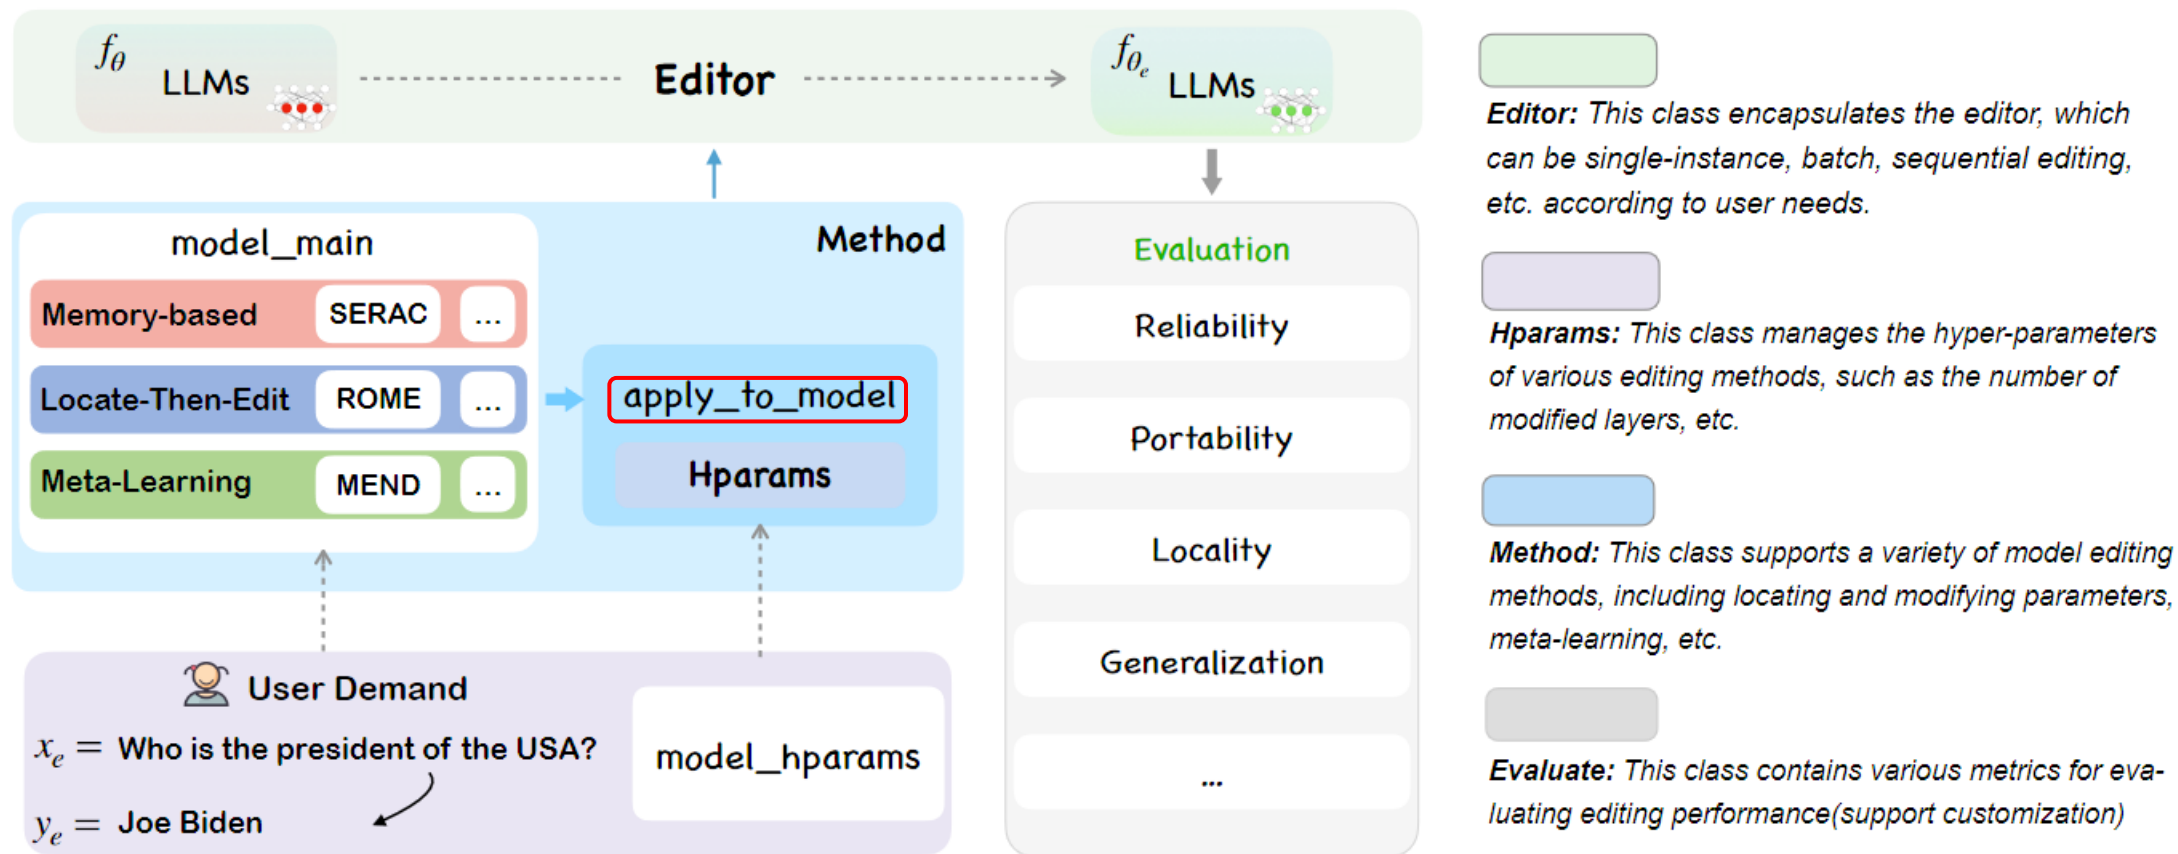 fθ LLMs Editor fθe LLMs
model_main
Method
Memory-based SERAC ...
Locate-Then-Edit ROME ...
Meta-Learning MEND ...
apply_to_model
Hparams
User Demand
xe = Who is the president of the USA?
ye = Joe Biden
model_hparams
Evaluation
Reliability
Portability
Locality
Generalization
...
Editor: This class encapsulates the editor, which
can be single-instance, batch, sequential editing,
etc. according to user needs.
Hparams: This class manages the hyper-parameters
of various editing methods, such as the number of
modified layers, etc.
Method: This class supports a variety of model editing
methods, including locating and modifying parameters,
meta-learning, etc.
Evaluate: This class contains various metrics for eva-
luating editing performance(support customization)